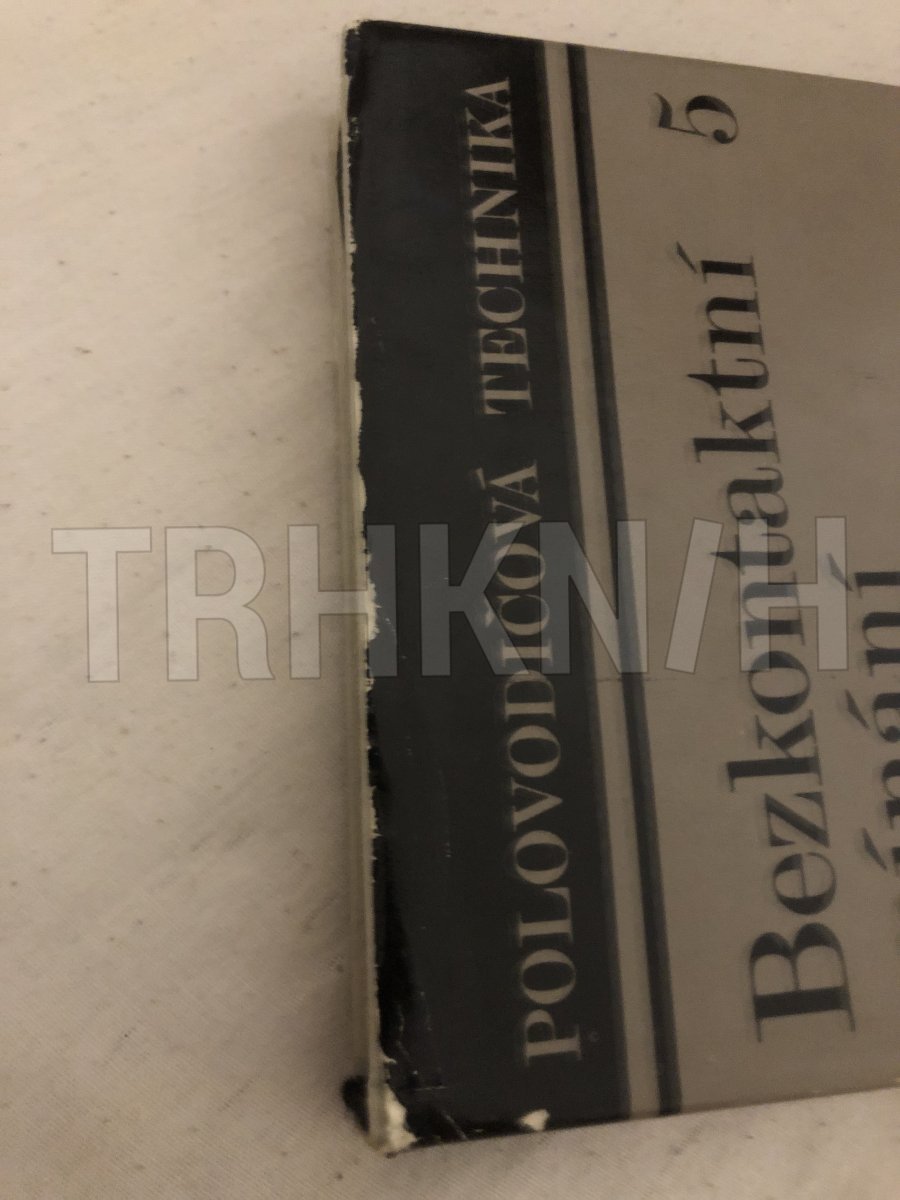 POLOVODIČOVÁ TECHNIKA
Bezkontaktní 5
TRHKNIH